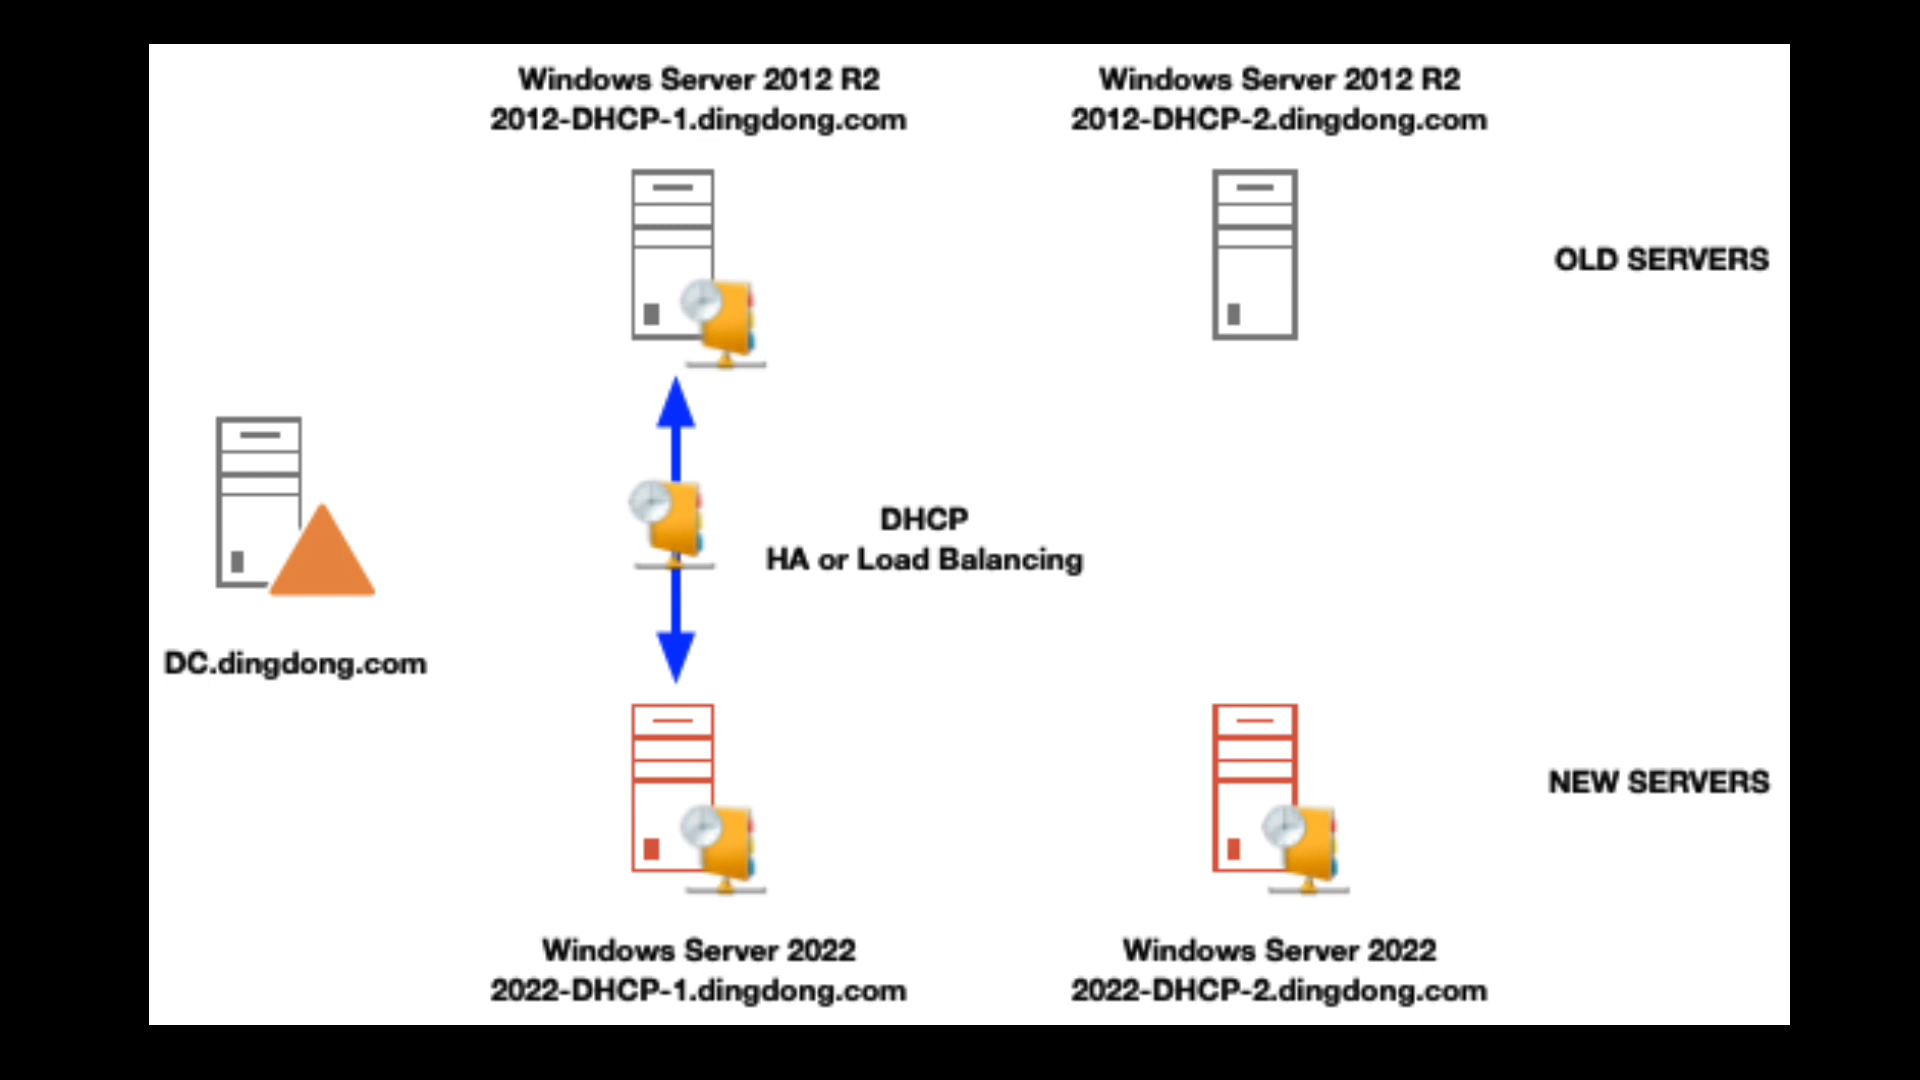 Windows Server 2012 R2
2012-DHCP-1.dingdong.com
Windows Server 2012 R2
2012-DHCP-2.dingdong.com
OLD SERVERS
DHCP
HA or Load Balancing
DC.dingdong.com
NEW SERVERS
Windows Server 2022
2022-DHCP-1.dingdong.com
Windows Server 2022
2022-DHCP-2.dingdong.com